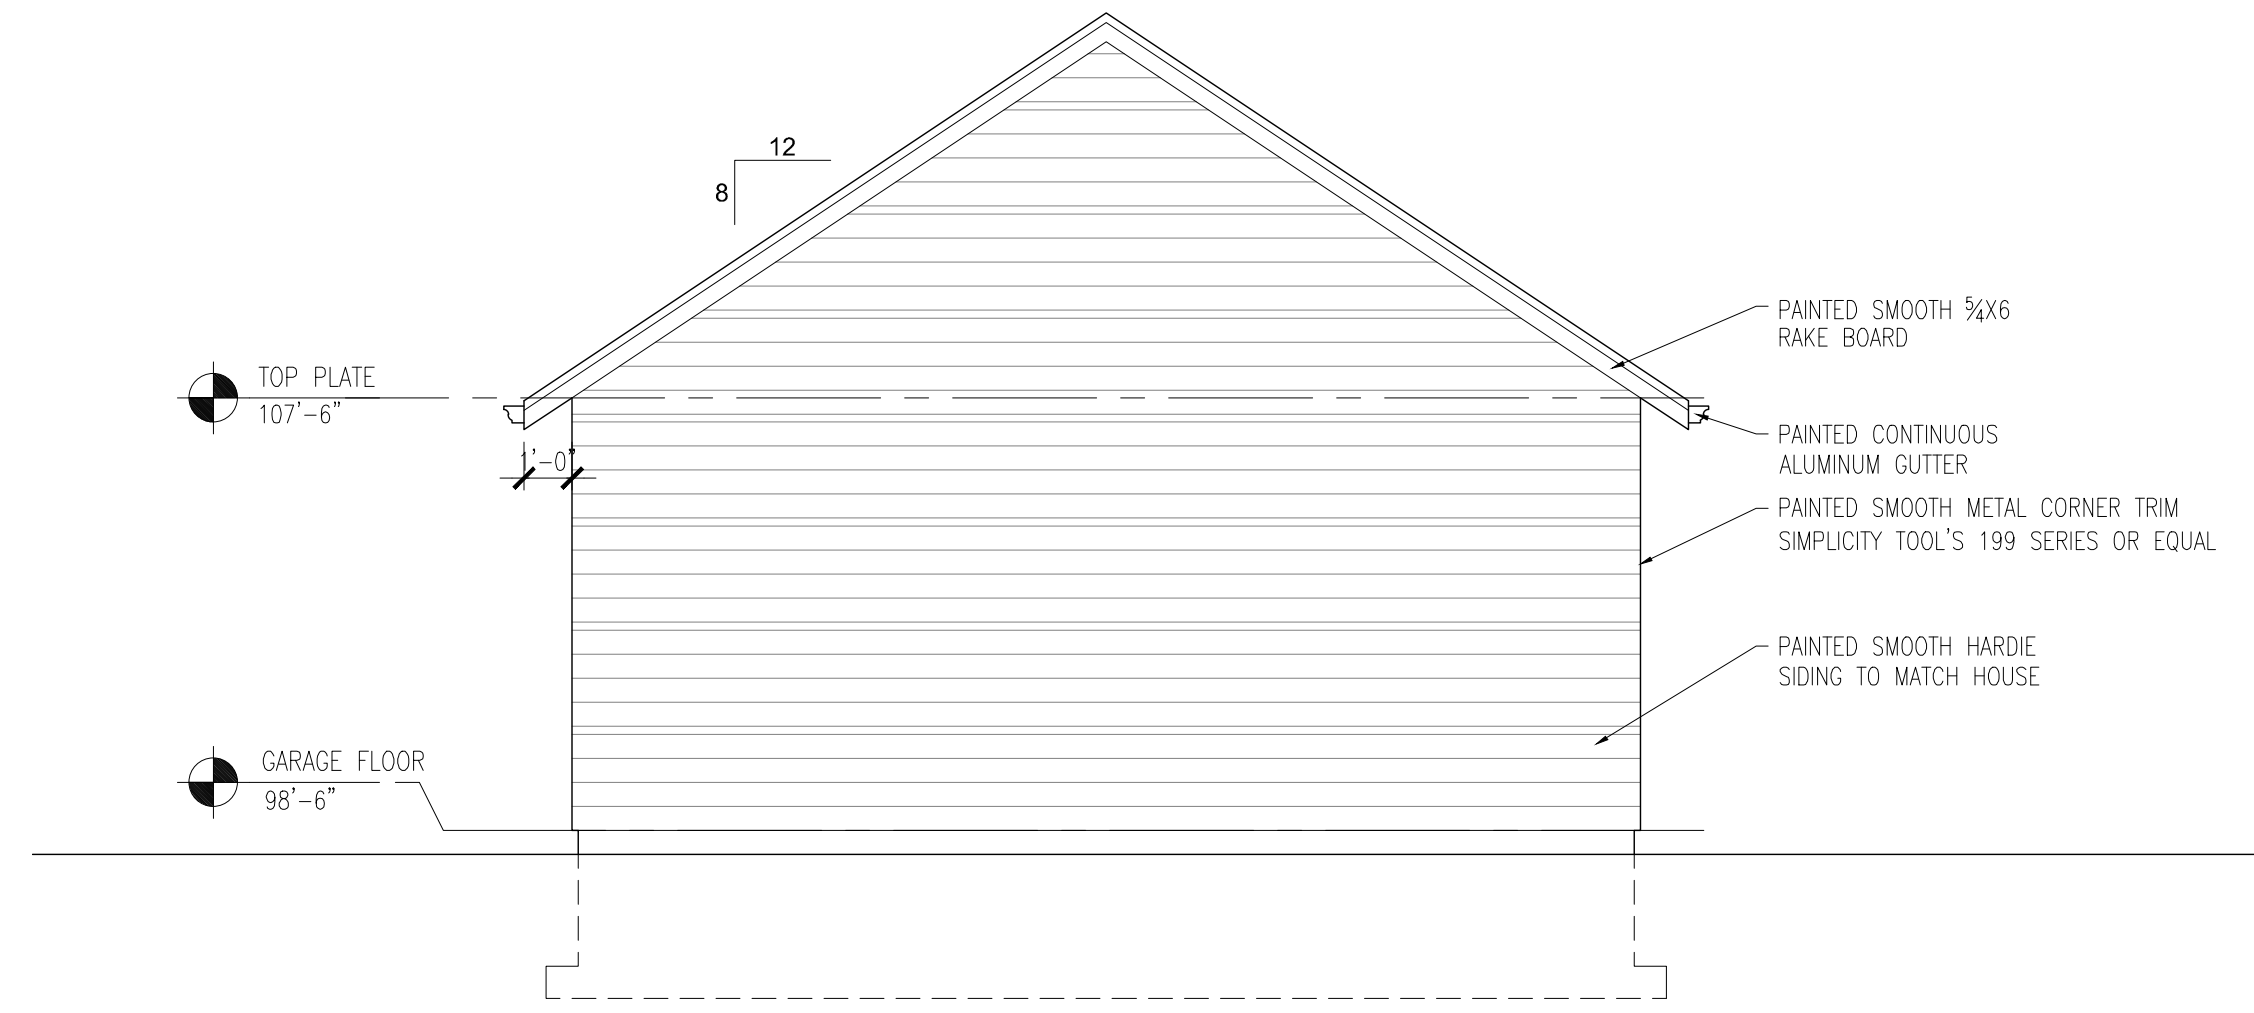 12
8
PAINTED SMOOTH 5/4X6
RAKE BOARD
TOP PLATE
107'-6"
PAINTED CONTINUOUS
ALUMINUM GUTTER
1'-0"
PAINTED SMOOTH METAL CORNER TRIM
SIMPLICITY TOOL'S 199 SERIES OR EQUAL
PAINTED SMOOTH HARDIE
SIDING TO MATCH HOUSE
GARAGE FLOOR
98'-6"